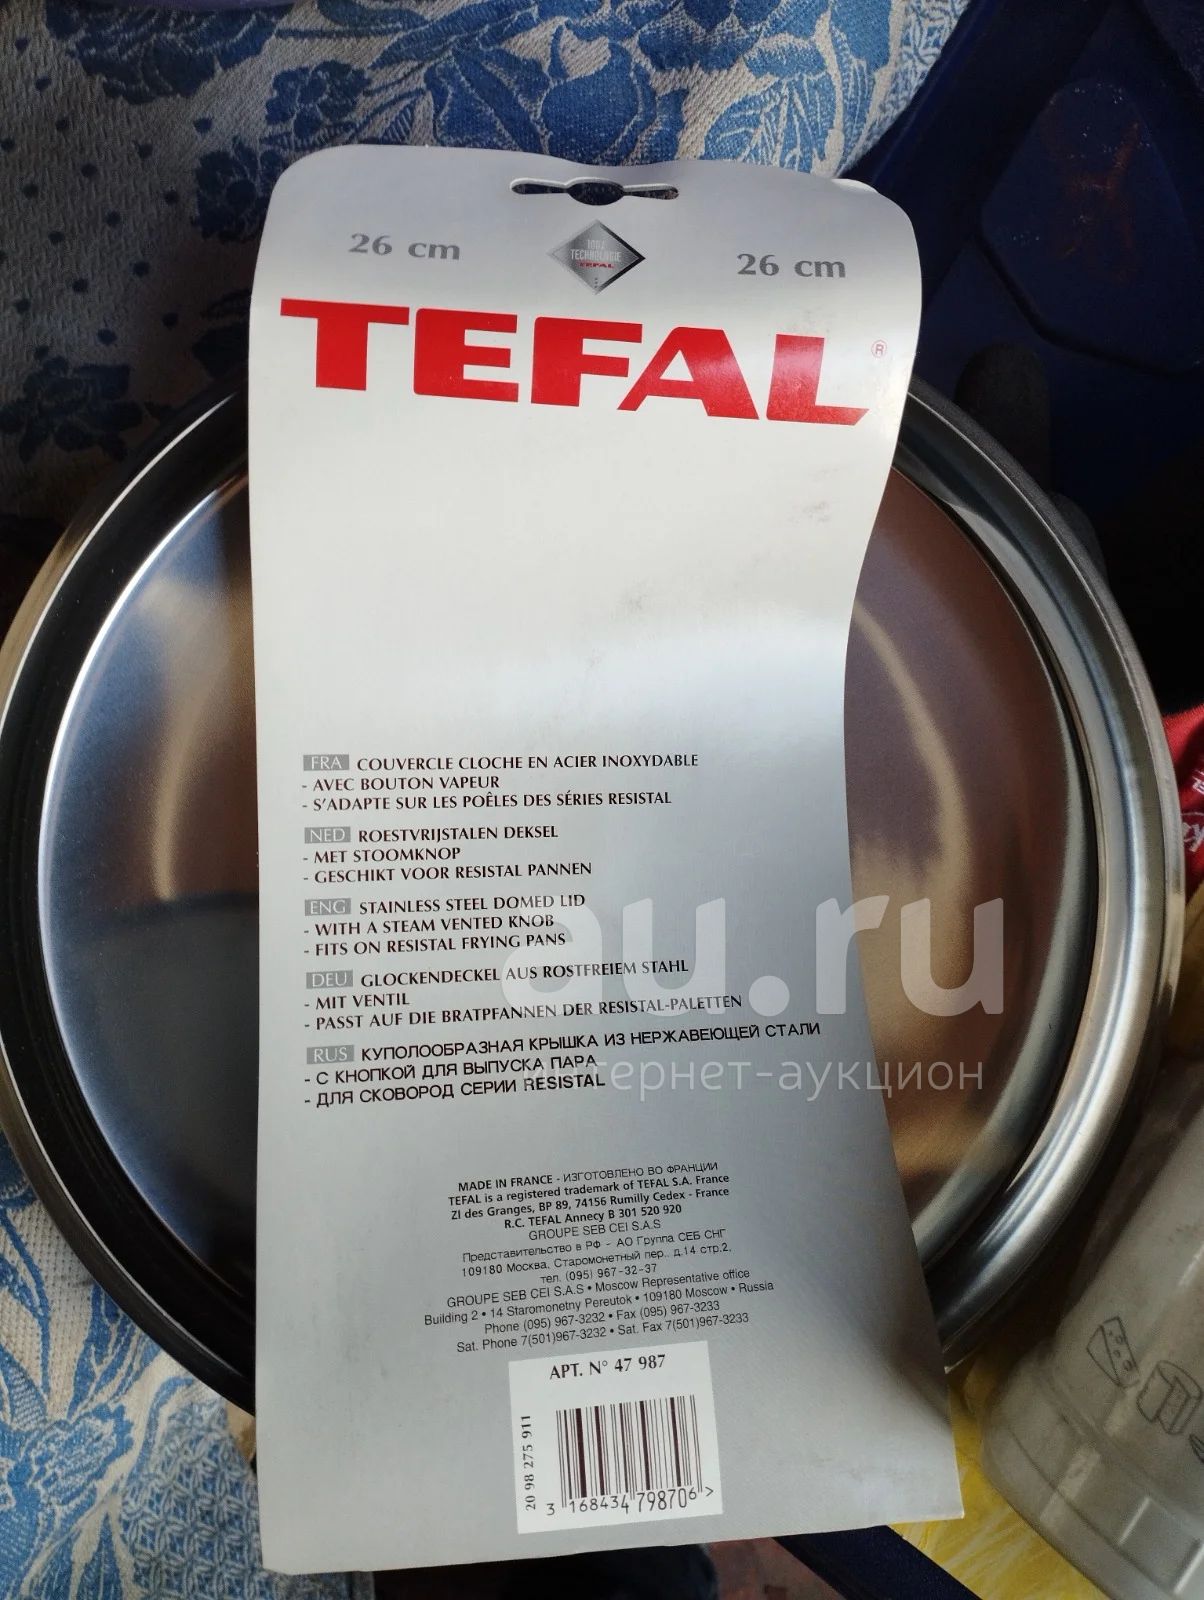 26 cm
26 cm
100%
TECHNOLOGIE
TEFAL
TEFAL®
FRA COUVERCLE CLOCHE EN ACIER INOXYDABLE
- AVEC BOUTON VAPEUR
- S'ADAPTE SUR LES POÊLES DES SÉRIES RESISTAL
NED ROESTVRIJSTALEN DEKSEL
- MET STOOMKNOP
- GESCHIKT VOOR RESISTAL PANNEN
ENG STAINLESS STEEL DOMED LID
- WITH A STEAM VENTED KNOB
- FITS ON RESISTAL FRYING PANS
DEU GLOCKENDECKEL AUS ROSTFREIEM STAHL
- MIT VENTIL
- PASST AUF DIE BRATPFANNEN DER RESISTAL-PALETTEN
RUS КУПОЛООБРАЗНАЯ КРЫШКА ИЗ НЕРЖАВЕЮЩЕЙ СТАЛИ
- С КНОПКОЙ ДЛЯ ВЫПУСКА ПАРА
- ДЛЯ СКОВОРОД СЕРИИ RESISTAL
au.ru
интернет-аукцион
MADE IN FRANCE - ИЗГОТОВЛЕНО ВО ФРАНЦИИ
TEFAL is a registered trademark of TEFAL S.A. France
ZI des Granges, BP 89, 74156 Rumilly Cedex - France
R.C. TEFAL Annecy B 301 520 920
GROUPE SEB CEI S.A.S
Представительство в РФ - АО Группа СЕБ СНГ
109180 Москва, Старомонетный пер., д.14 стр.2,
тел. (095) 967-32-37
GROUPE SEB CEI S.A.S • Moscow Representative office
Building 2 • 14 Staromonetny Pereutok • 109180 Moscow • Russia
Phone (095) 967-3232 • Fax (095) 967-3233
Sat. Phone 7(501)967-3232 • Sat. Fax 7(501)967-3233
АРТ. N° 47 987
20 98 275 911
3 168434 798706 >